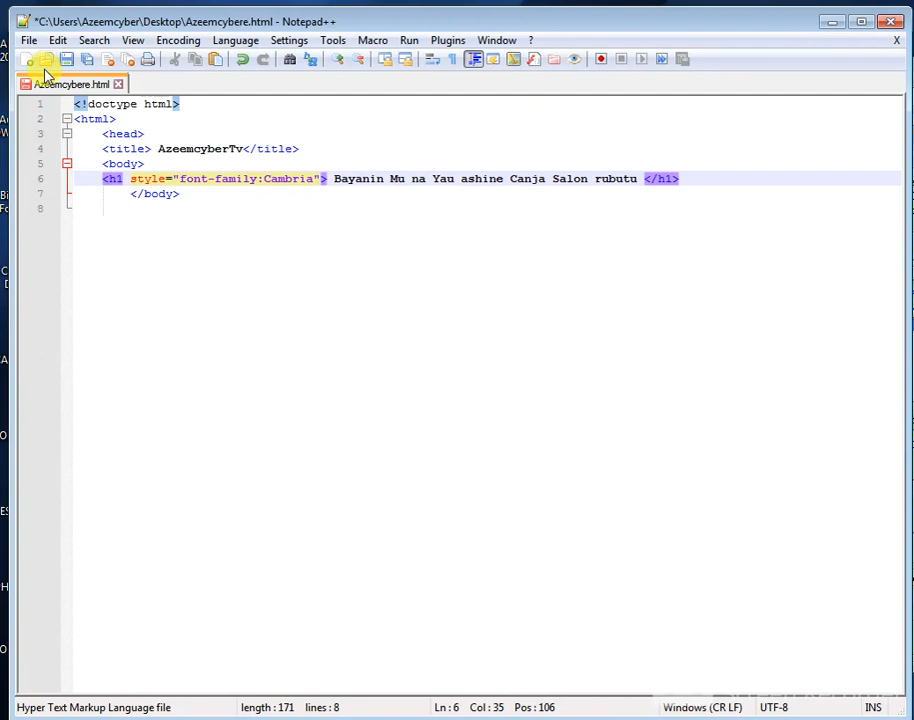 *C:\Users\Azeemcyber\Desktop\Azeemcybere.html - Notepad++
File Edit Search View Encoding Language Settings Tools Macro Run Plugins Window ? X
Azeemcybere.html
1 <!doctype html>
2 <html>
3 <head>
4 <title> AzeemcyberTv</title>
5 <body>
6 <h1 style="font-family:Cambria"> Bayanin Mu na Yau ashine Canja Salon rubutu </h1>
7 </body>
8
Hyper Text Markup Language file length : 171 lines : 8 Ln : 6 Col : 35 Pos : 106 Windows (CR LF) UTF-8 INS